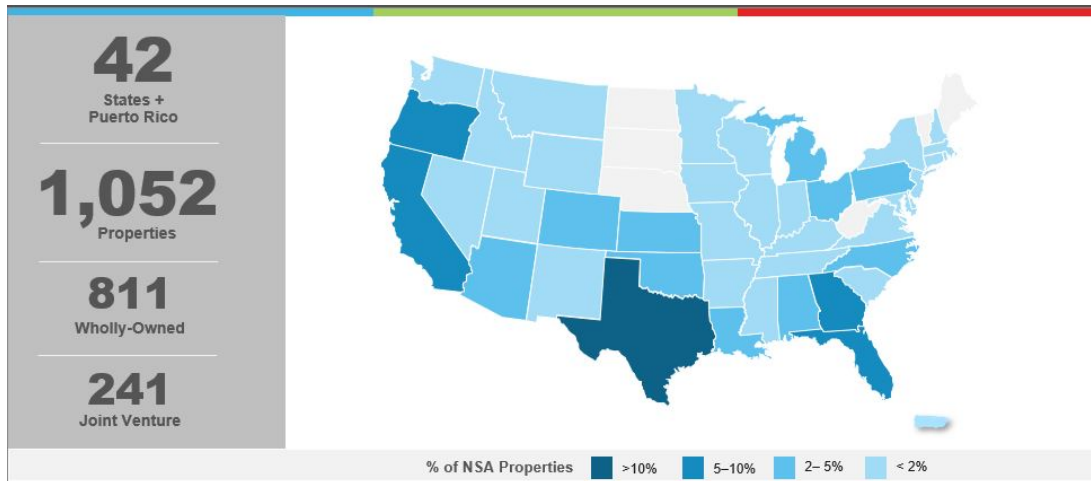 42
States +
Puerto Rico
1,052
Properties
811
Wholly-Owned
241
Joint Venture
% of NSA Properties >10% 5–10% 2– 5% < 2%